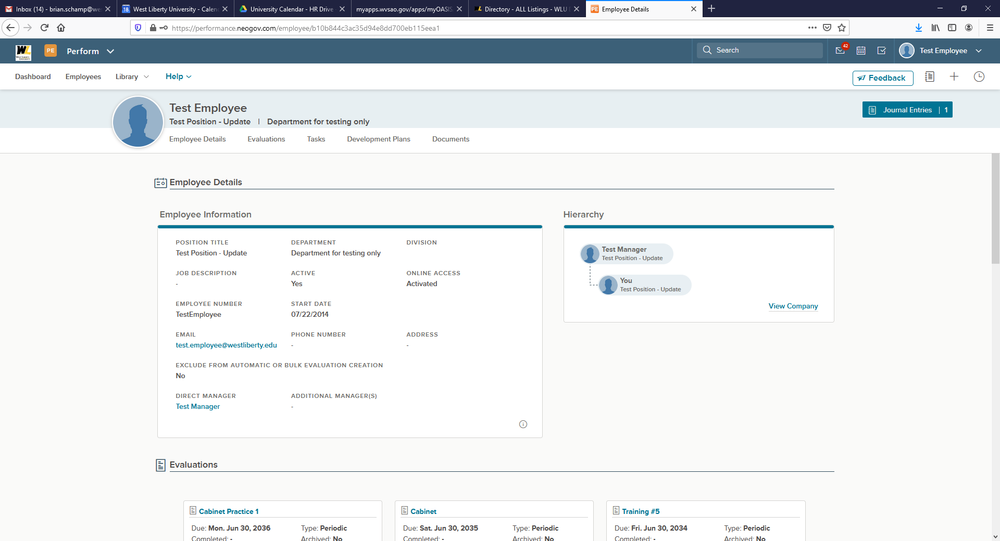 Inbox (14) - brian.schamp@we
West Liberty University - Calen
University Calendar - HR Drive
myapps.wvsao.gov/apps/myOASIS
Directory - ALL Listings - WLU
Employee Details
https://performance.neogov.com/employee/b10b844c3ac35d94e8dd700eb115eea1
WL
WEST LIBERTY
UNIVERSITY
PE
Perform
Search
42
Test Employee
Dashboard
Employees
Library
Help
Feedback
Test Employee
Test Position - Update | Department for testing only
Journal Entries | 1
Employee Details
Evaluations
Tasks
Development Plans
Documents
Employee Details
Employee Information
POSITION TITLE
Test Position - Update
DEPARTMENT
Department for testing only
DIVISION
JOB DESCRIPTION
-
ACTIVE
Yes
ONLINE ACCESS
Activated
EMPLOYEE NUMBER
TestEmployee
START DATE
07/22/2014
EMAIL
test.employee@westliberty.edu
PHONE NUMBER
-
ADDRESS
-
EXCLUDE FROM AUTOMATIC OR BULK EVALUATION CREATION
No
DIRECT MANAGER
Test Manager
ADDITIONAL MANAGER(S)
-
Hierarchy
Test Manager
Test Position - Update
You
Test Position - Update
View Company
Evaluations
Cabinet Practice 1
Due: Mon. Jun 30, 2036
Type: Periodic
Completed: -
Archived: No
Cabinet
Due: Sat. Jun 30, 2035
Type: Periodic
Completed: -
Archived: No
Training #5
Due: Fri. Jun 30, 2034
Type: Periodic
Completed: -
Archived: No